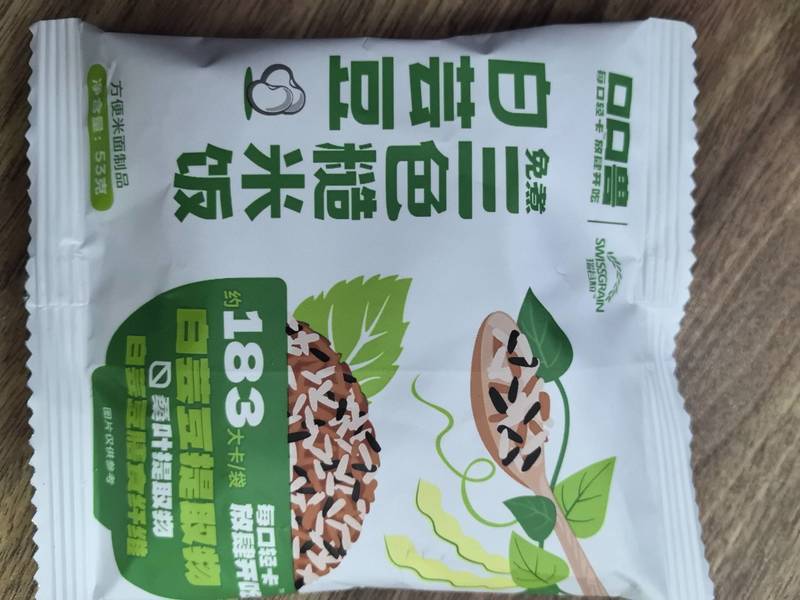 口口兽
每口轻卡 放肆开吃
SWISSGRAIN
白芸豆
免煮
三色
糙米饭
方便米面制品
净含量:53克
每口轻卡
放肆开吃
约183大卡/袋
白芸豆提取物
桑叶提取物
白芸豆膳食纤维
图片仅供参考